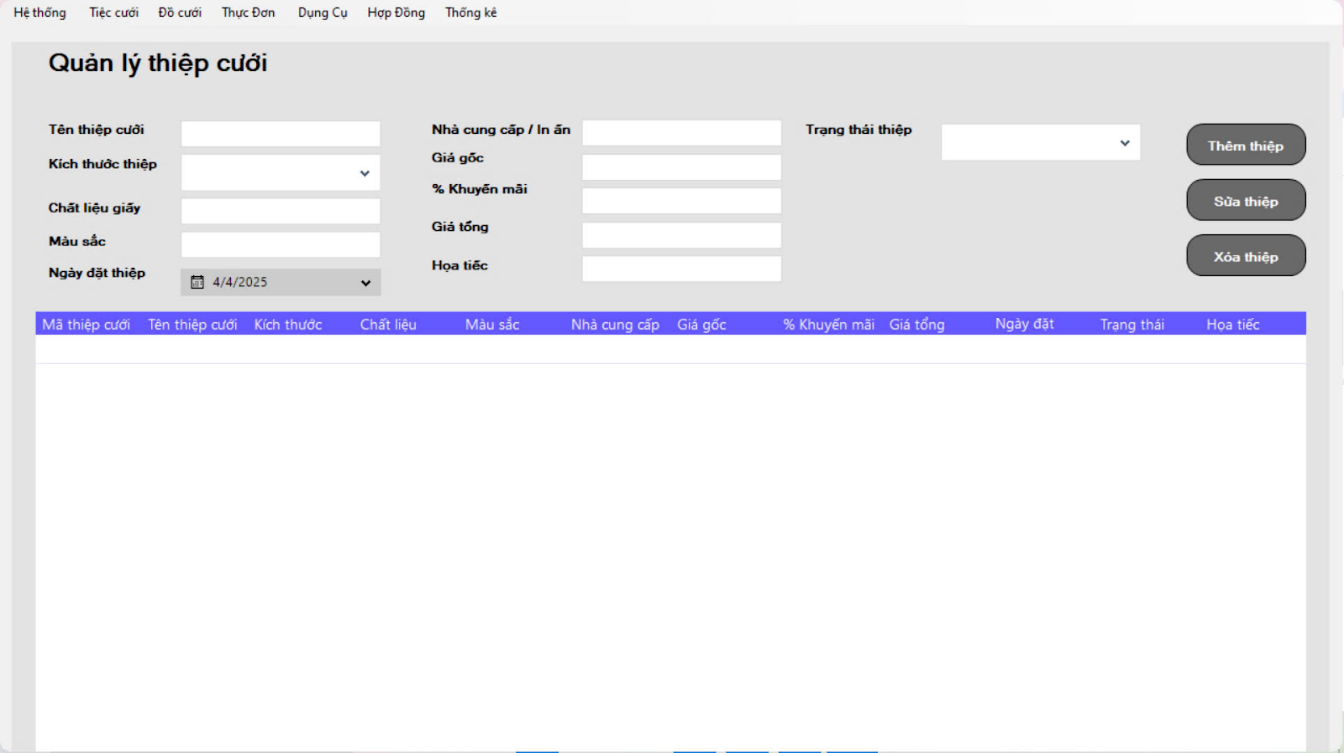 Hệ thống Tiệc cưới Đồ cưới Thực Đơn Dụng Cụ Hợp Đồng Thống kê
Quản lý thiệp cưới
Tên thiệp cưới
Kích thước thiệp
Chất liệu giấy
Màu sắc
Ngày đặt thiệp
4/4/2025
Nhà cung cấp / In ấn
Giá gốc
% Khuyến mãi
Giá tổng
Họa tiếc
Trạng thái thiệp
Thêm thiệp
Sửa thiệp
Xóa thiệp
Mã thiệp cưới Tên thiệp cưới Kích thước Chất liệu Màu sắc Nhà cung cấp Giá gốc % Khuyến mãi Giá tổng Ngày đặt Trạng thái Họa tiếc